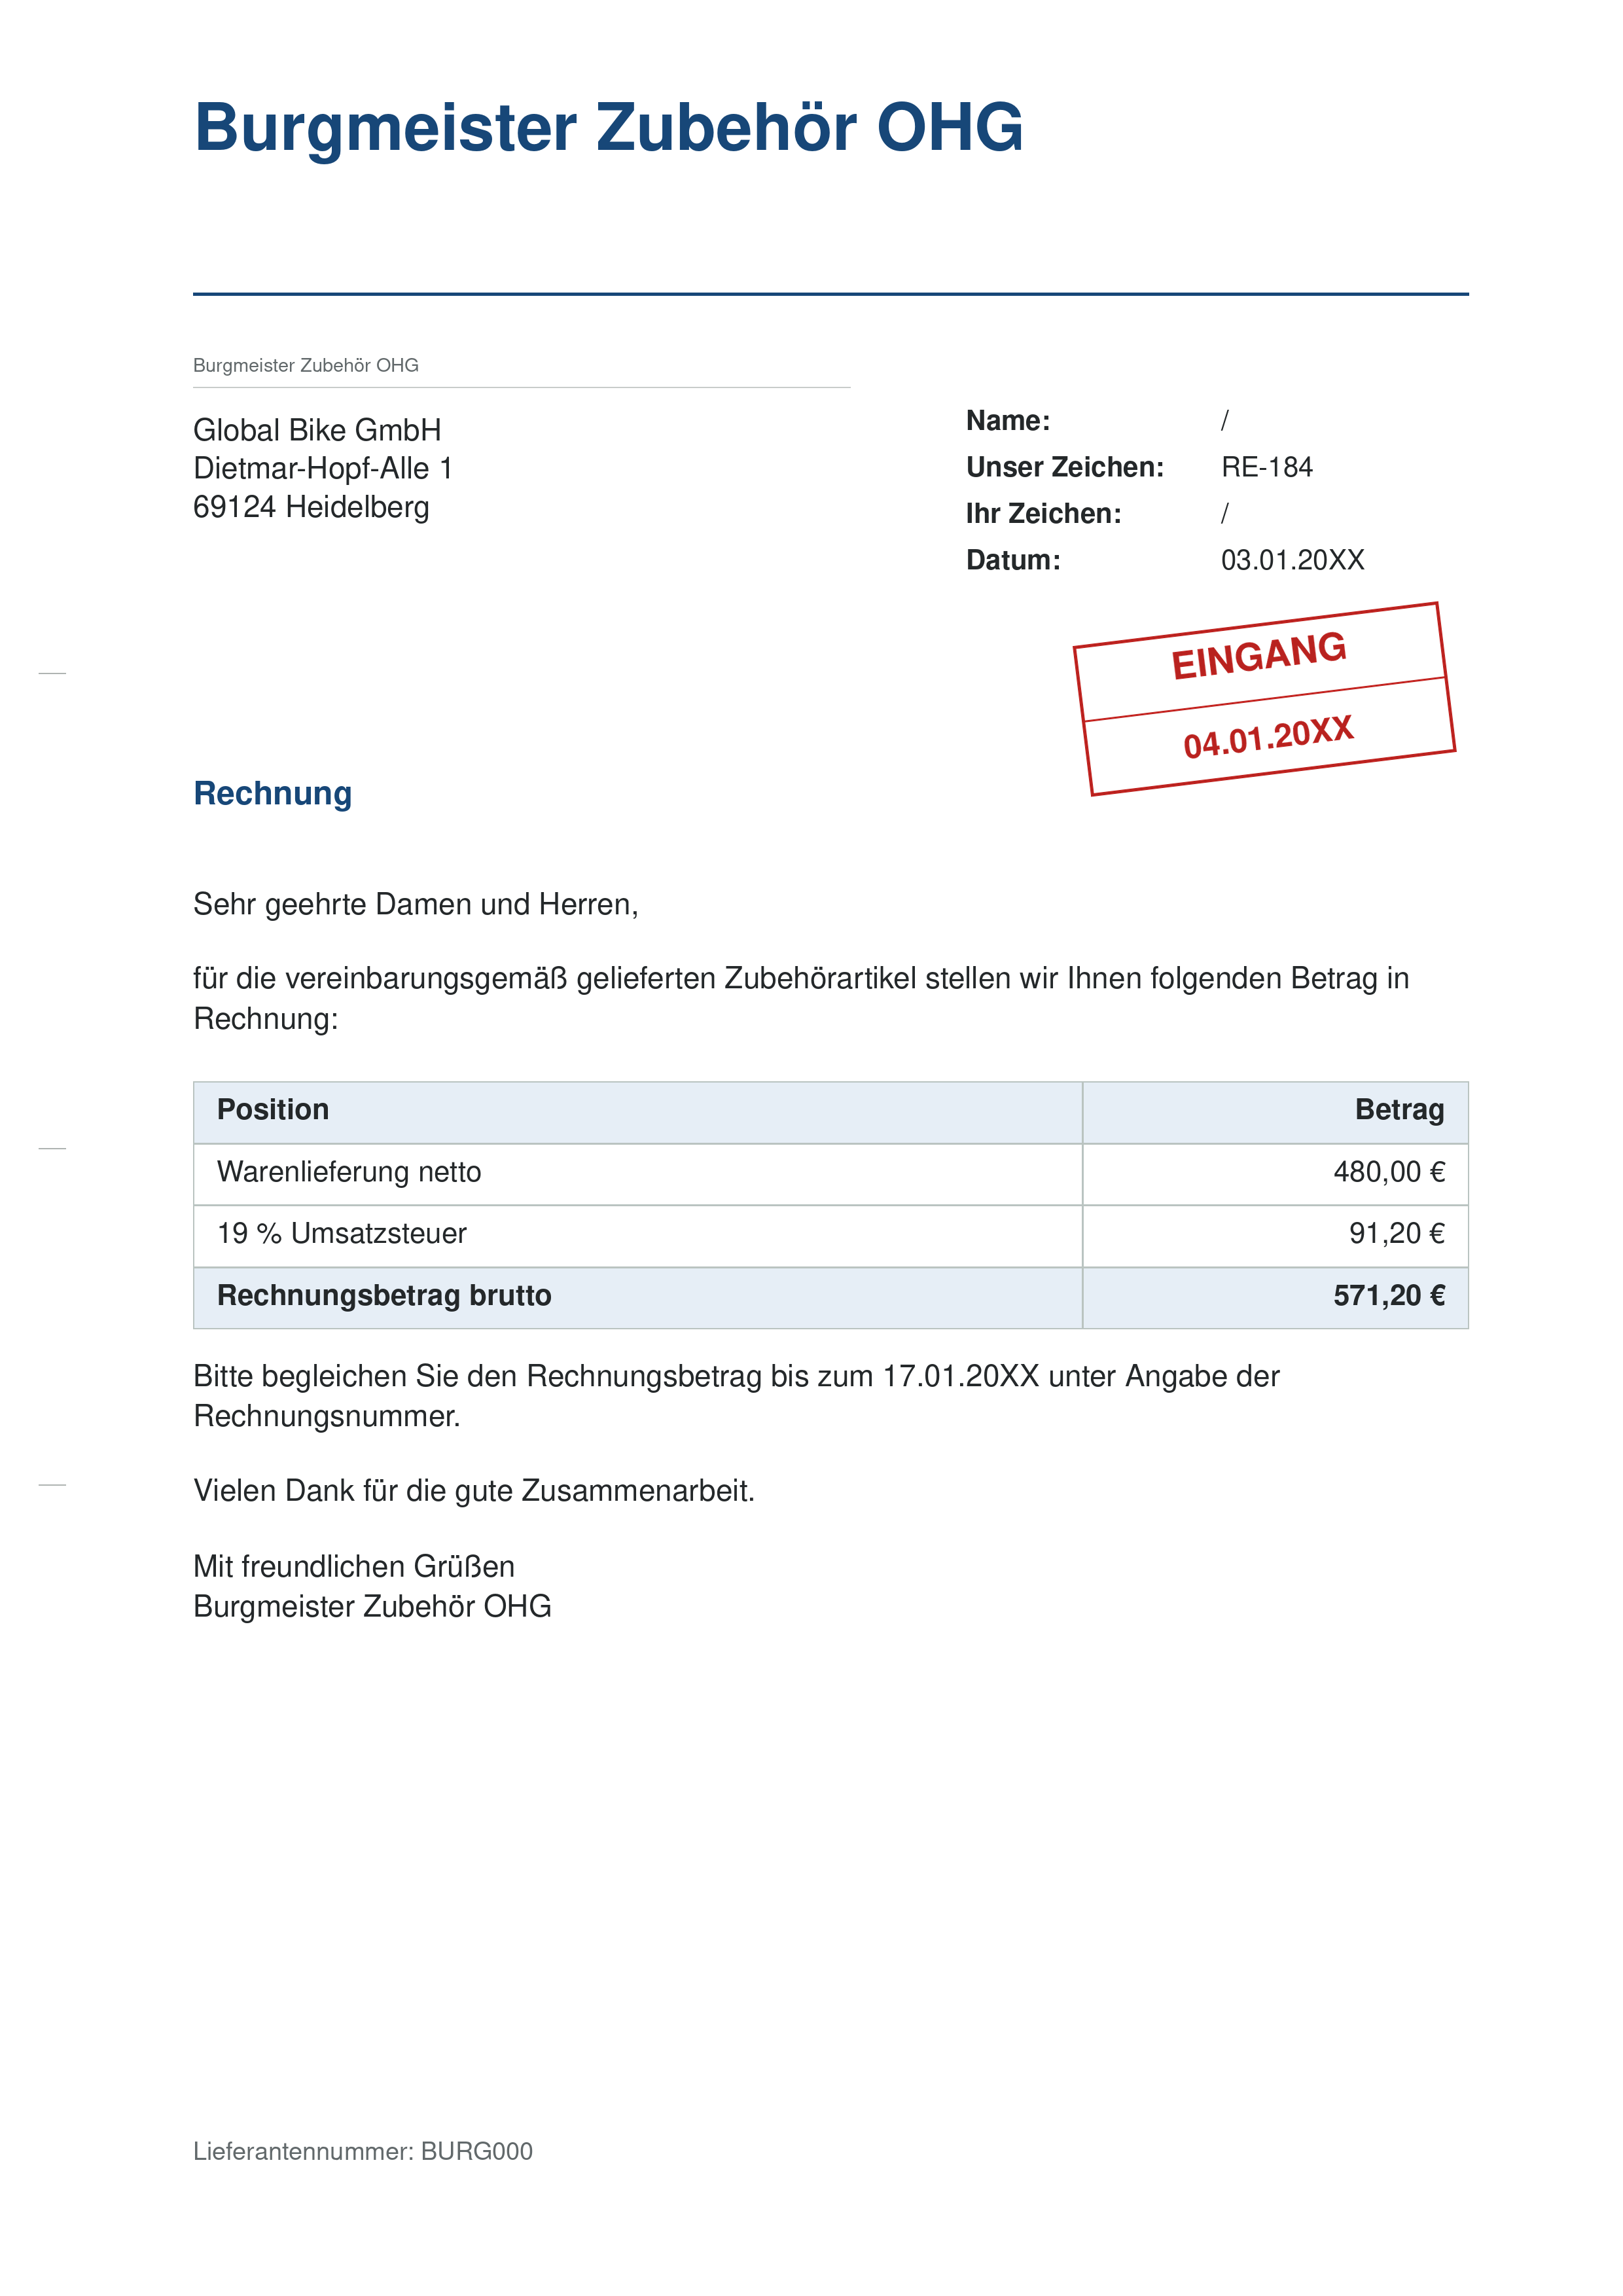 Burgmeister Zubehör OHG
Burgmeister Zubehör OHG
Global Bike GmbH
Dietmar-Hopf-Alle 1
69124 Heidelberg
Name: /
Unser Zeichen: RE-184
Ihr Zeichen: /
Datum: 03.01.20XX
EINGANG
04.01.20XX
Rechnung
Sehr geehrte Damen und Herren,
für die vereinbarungsgemäß gelieferten Zubehörartikel stellen wir Ihnen folgenden Betrag in
Rechnung:
Position Betrag
Warenlieferung netto 480,00 €
19 % Umsatzsteuer 91,20 €
Rechnungsbetrag brutto 571,20 €
Bitte begleichen Sie den Rechnungsbetrag bis zum 17.01.20XX unter Angabe der
Rechnungsnummer.
Vielen Dank für die gute Zusammenarbeit.
Mit freundlichen Grüßen
Burgmeister Zubehör OHG
Lieferantennummer: BURG000